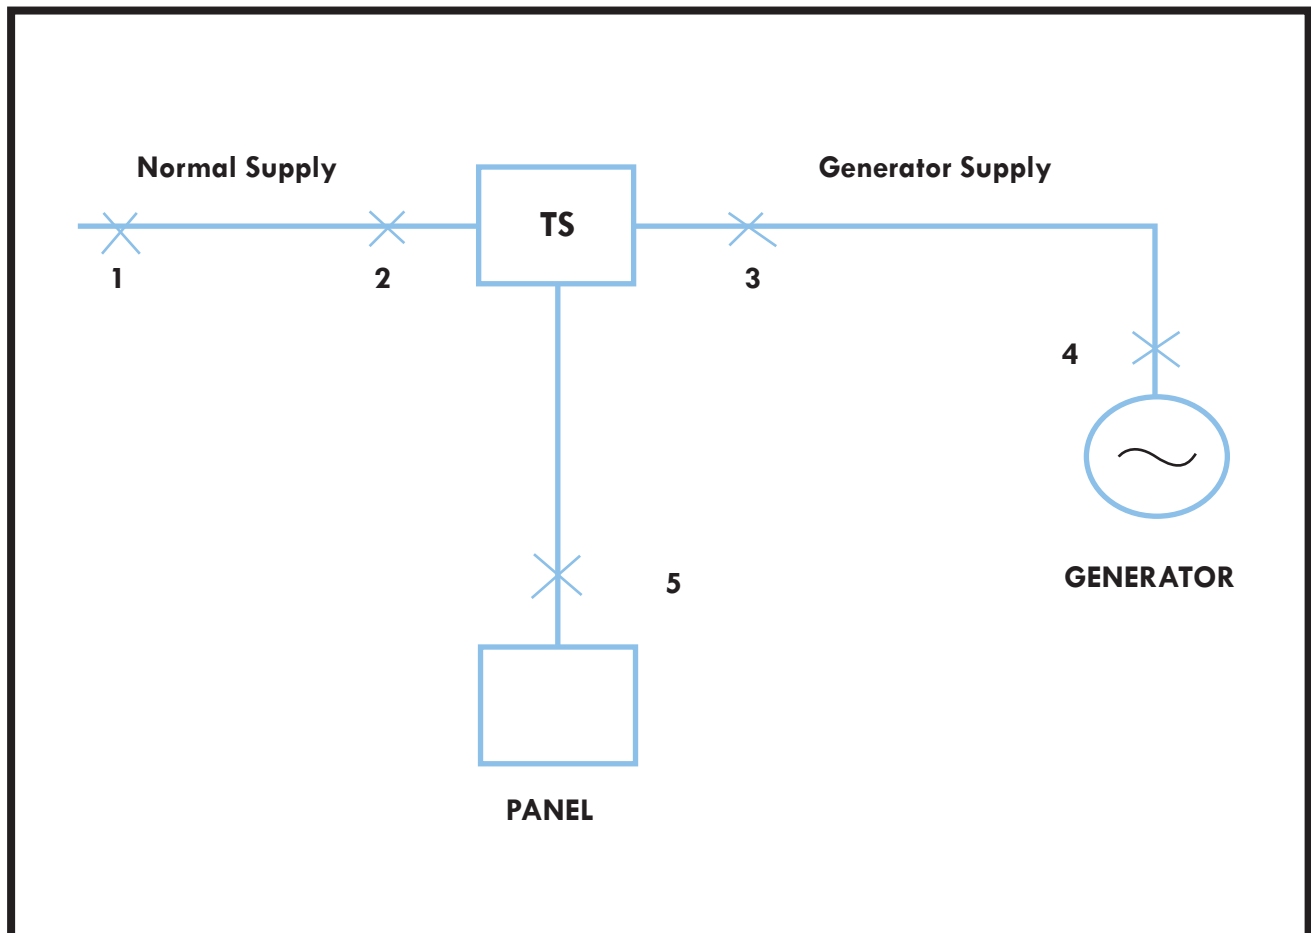 Normal Supply
Generator Supply
TS
1
2
3
4
5
GENERATOR
PANEL